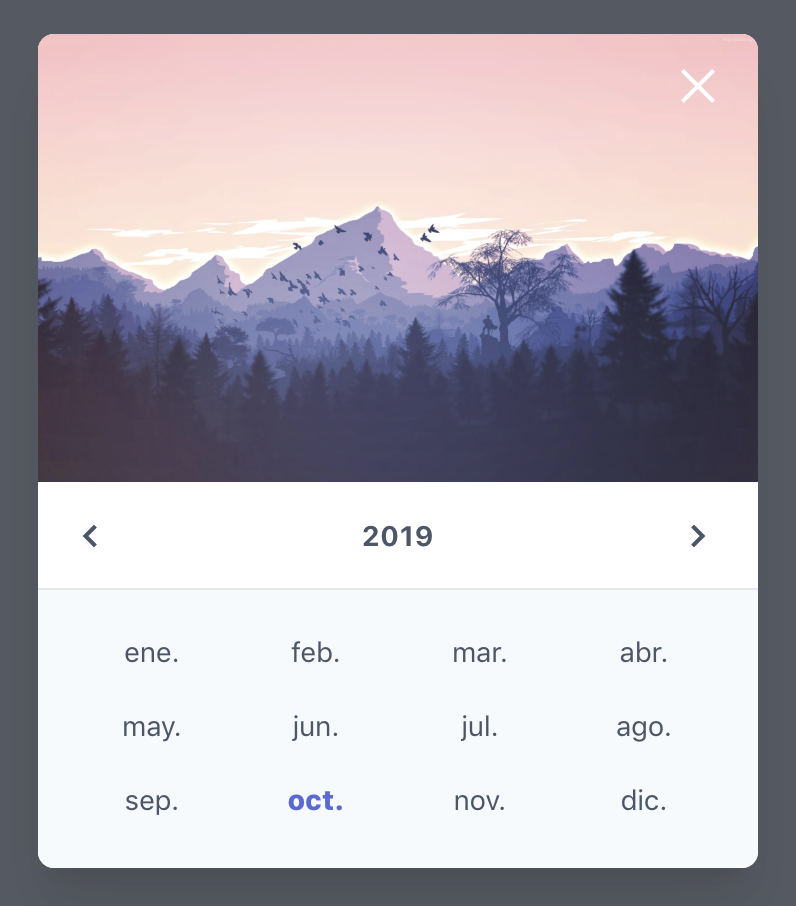 2019
ene. feb. mar. abr.
may. jun. jul. ago.
sep. oct. nov. dic.